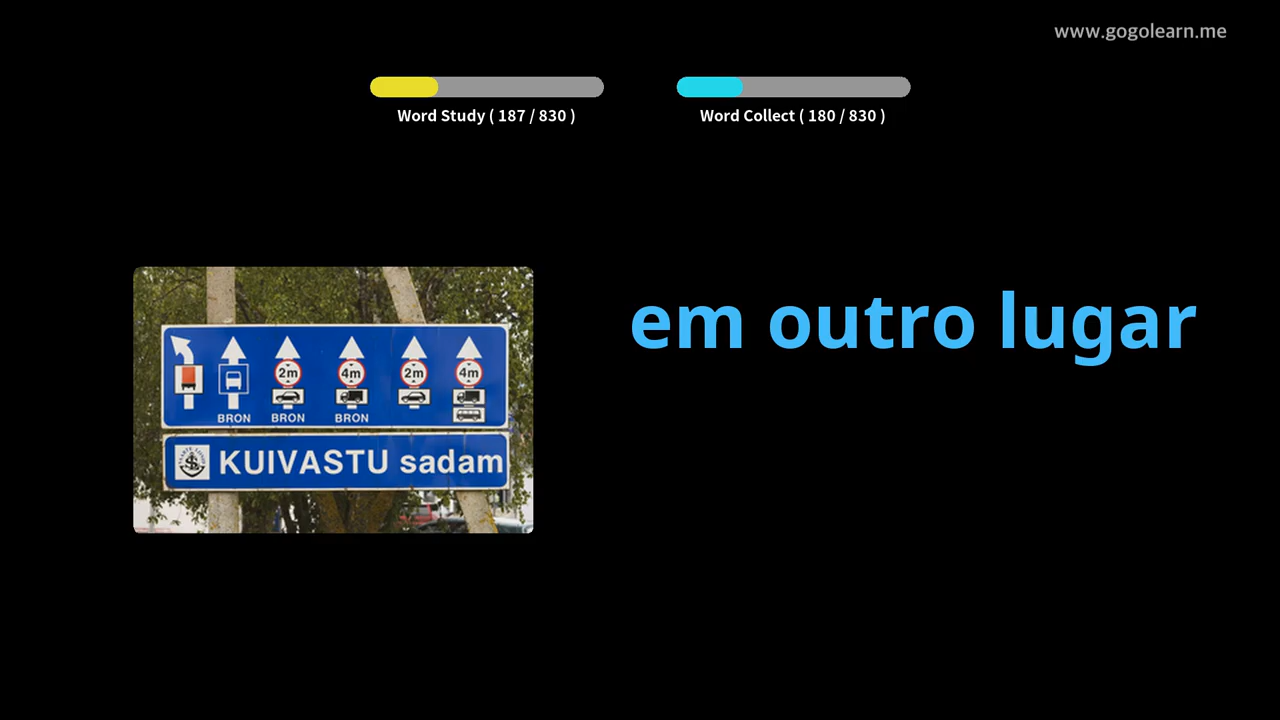 www.gogolearn.me
Word Study ( 187 / 830 )
Word Collect ( 180 / 830 )
em outro lugar
2m
4m
2m
4m
BRON
BRON
BRON
KUIVASTU sadam